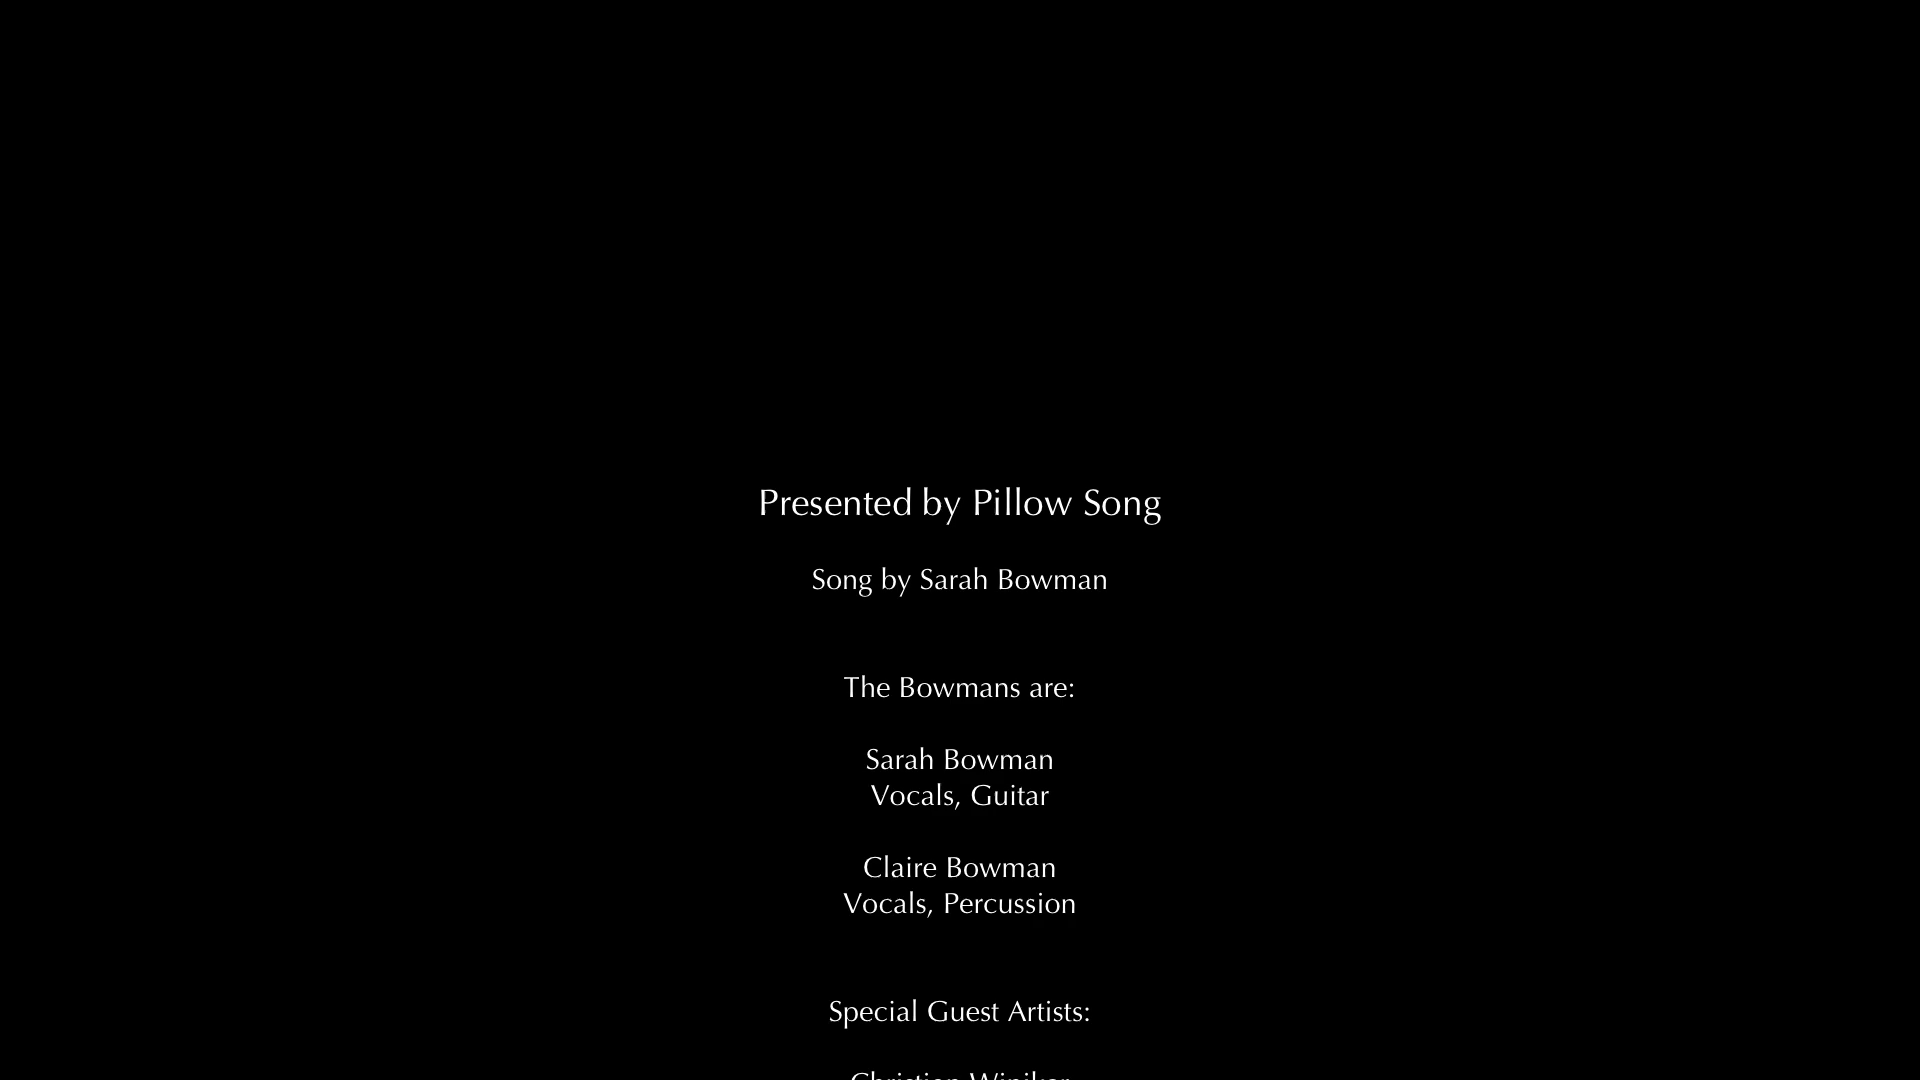 Presented by Pillow Song
Song by Sarah Bowman
The Bowmans are:
Sarah Bowman
Vocals, Guitar
Claire Bowman
Vocals, Percussion
Special Guest Artists:
Christian